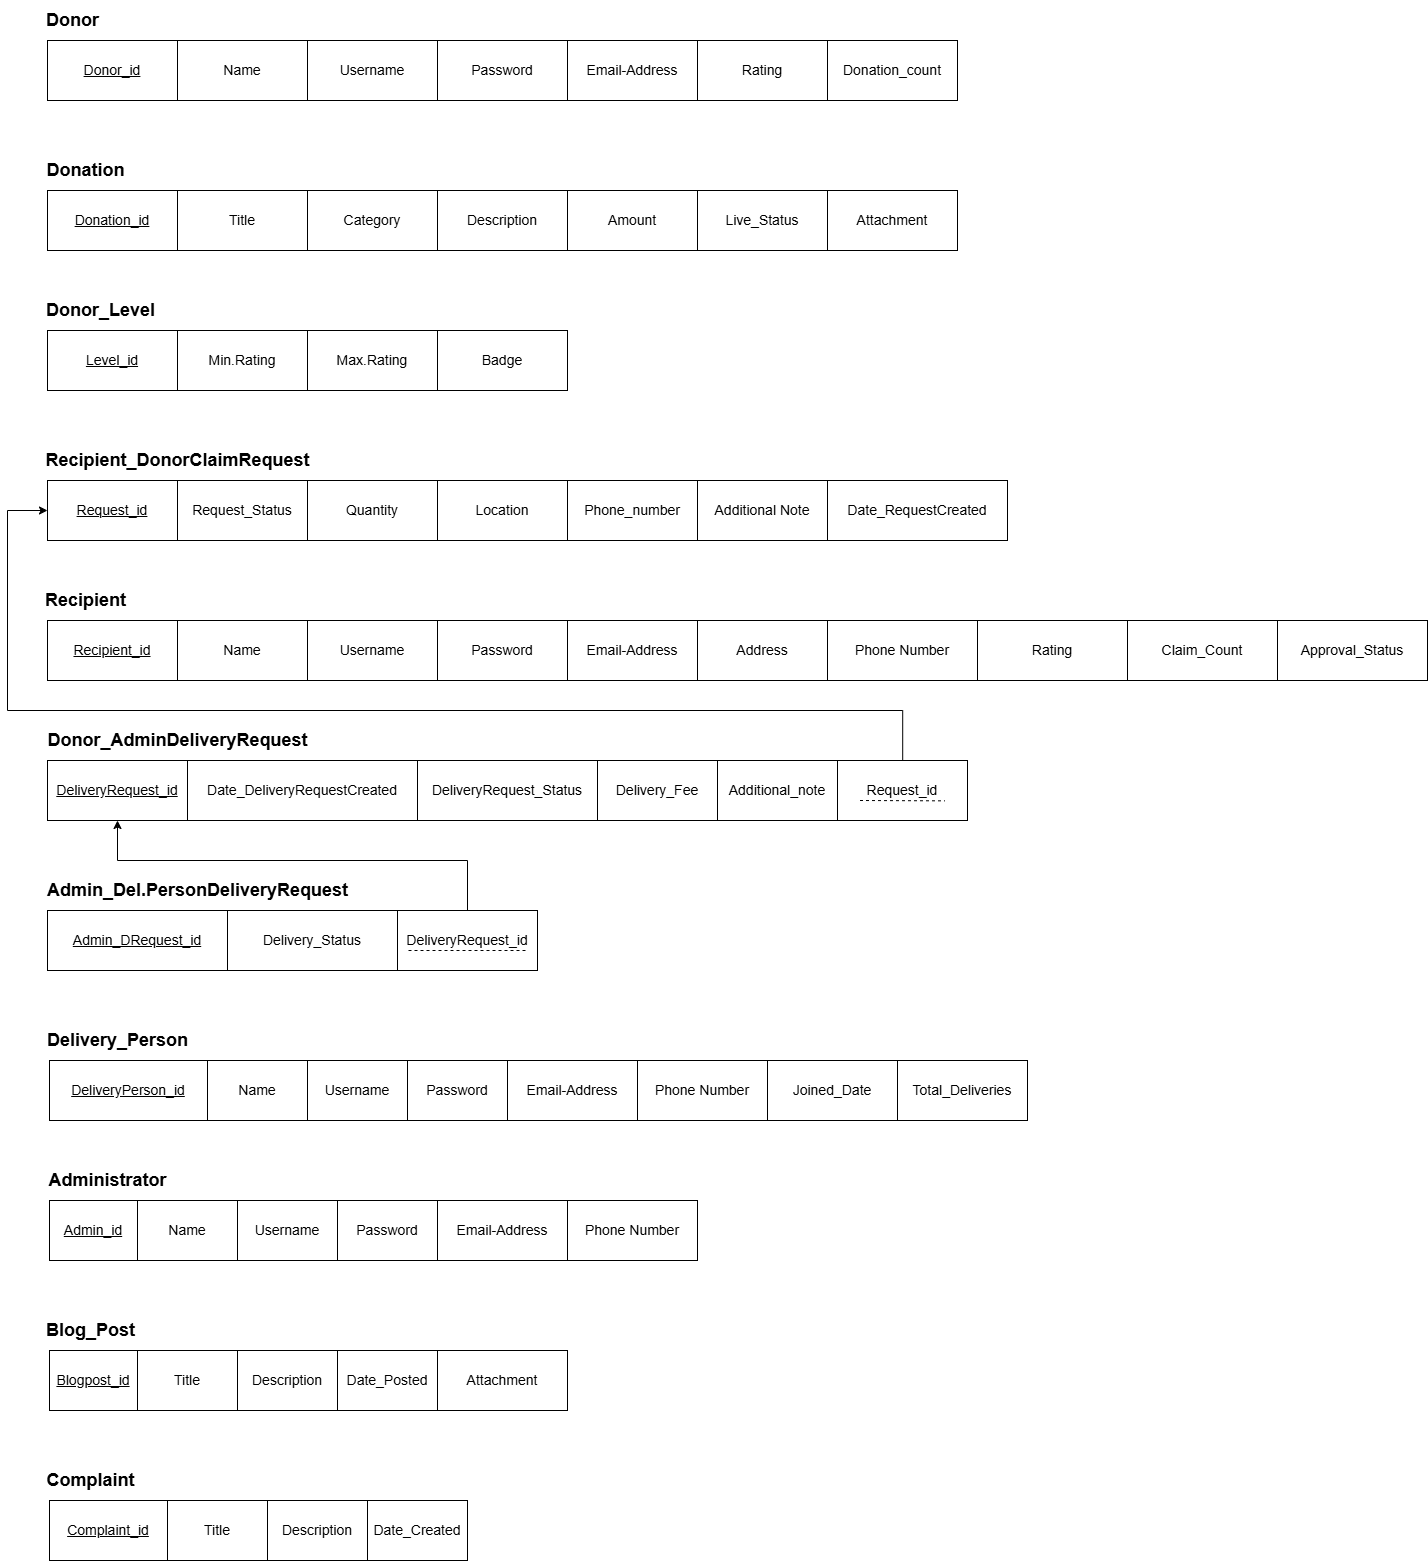 Donor
Donor_id Name Username Password Email-Address Rating Donation_count
Donation
Donation_id Title Category Description Amount Live_Status Attachment
Donor_Level
Level_id Min.Rating Max.Rating Badge
Recipient_DonorClaimRequest
Request_id Request_Status Quantity Location Phone_number Additional Note Date_RequestCreated
Recipient
Recipient_id Name Username Password Email-Address Address Phone Number Rating Claim_Count Approval_Status
Donor_AdminDeliveryRequest
DeliveryRequest_id Date_DeliveryRequestCreated DeliveryRequest_Status Delivery_Fee Additional_note Request_id
Admin_Del.PersonDeliveryRequest
Admin_DRequest_id Delivery_Status DeliveryRequest_id
Delivery_Person
DeliveryPerson_id Name Username Password Email-Address Phone Number Joined_Date Total_Deliveries
Administrator
Admin_id Name Username Password Email-Address Phone Number
Blog_Post
Blogpost_id Title Description Date_Posted Attachment
Complaint
Complaint_id Title Description Date_Created